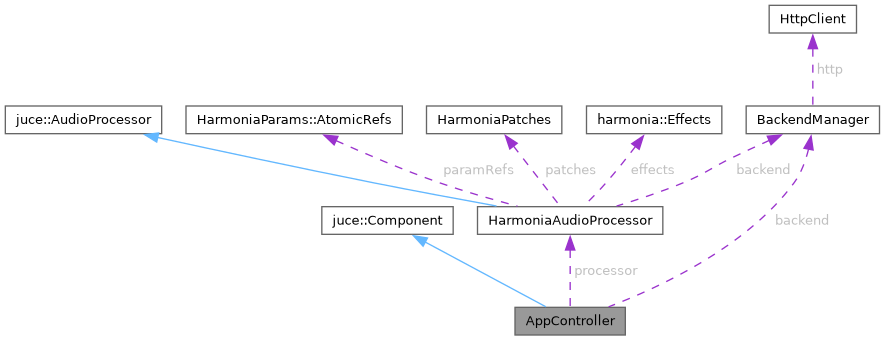 HttpClient
http
juce::AudioProcessor
HarmoniaParams::AtomicRefs
HarmoniaPatches
harmonia::Effects
BackendManager
paramRefs
patches
effects
backend
juce::Component
HarmoniaAudioProcessor
backend
processor
AppController